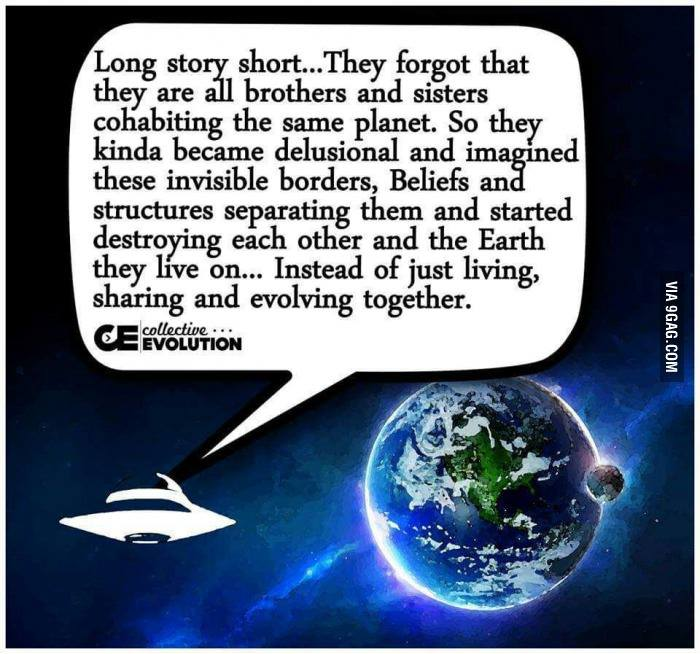 Long story short...They forgot that
they are all brothers and sisters
cohabiting the same planet. So they
kinda became delusional and imagined
these invisible borders, Beliefs and
structures separating them and started
destroying each other and the Earth
they live on... Instead of just living,
sharing and evolving together.
CE collective ...
EVOLUTION
VIA 9GAG.COM